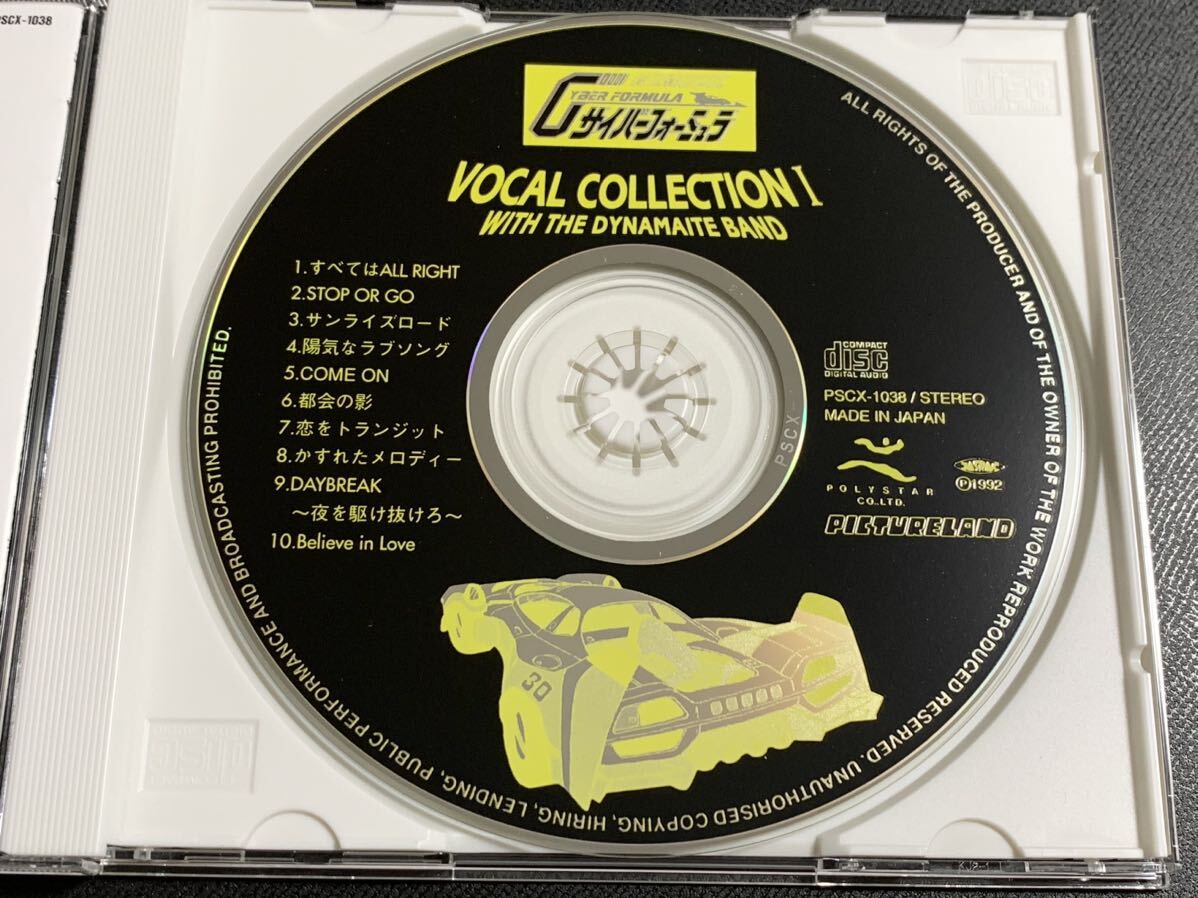 PSCX-1038
CYBER FORMULA
サイバーフォーミュラ
VOCAL COLLECTION I
WITH THE DYNAMAITE BAND
1.すべてはALL RIGHT
2.STOP OR GO
3.サンライズロード
4.陽気なラブソング
5.COME ON
6.都会の影
7.恋をトランジット
8.かすれたメロディー
9.DAYBREAK
～夜を駆け抜けろ～
10.Believe in Love
COMPACT
disc
DIGITAL AUDIO
PSCX-1038 / STEREO
MADE IN JAPAN
POLYSTAR
CO.,LTD.
JASRAC
Ⓟ1992
PICTURELAND
PSCX-
30
ALL RIGHTS OF THE PRODUCER AND OF THE OWNER OF THE WORK REPRODUCED RESERVED. UNAUTHORISED COPYING, HIRING, LENDING, PUBLIC PERFORMANCE AND BROADCASTING PROHIBITED.